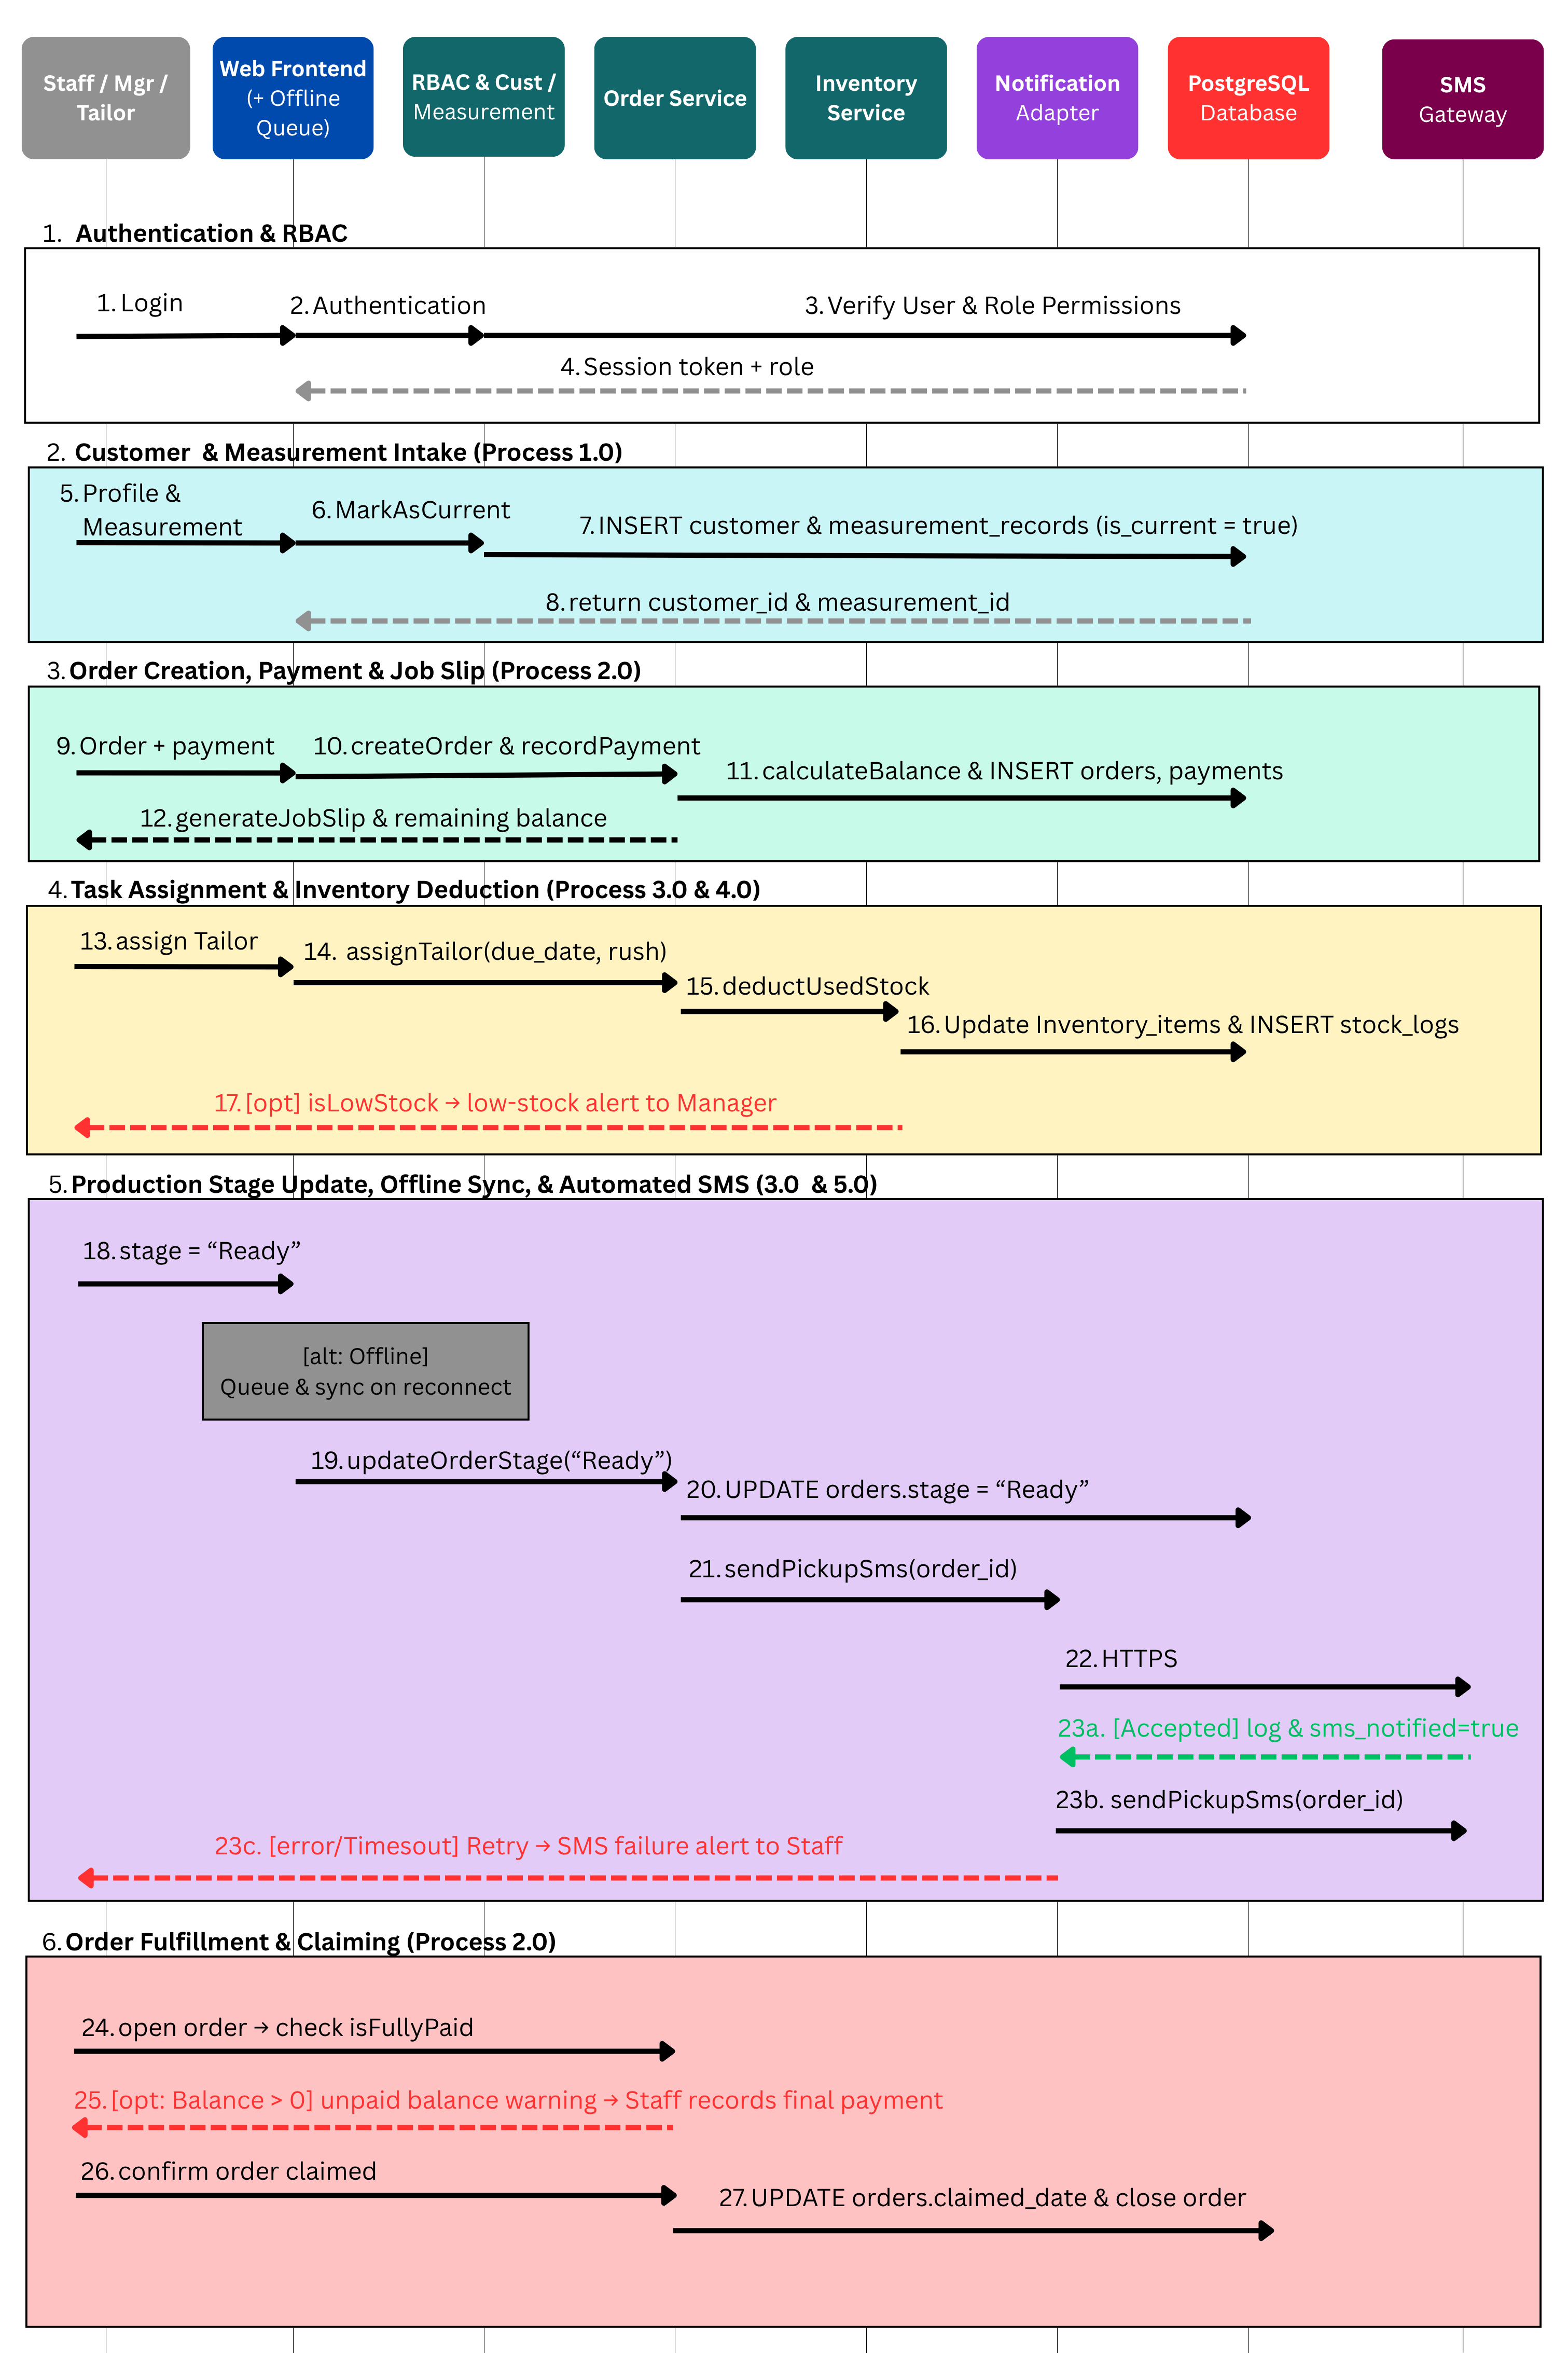 Staff / Mgr /
Tailor
Web Frontend
(+ Offline
Queue)
RBAC & Cust /
Measurement
Order Service
Inventory
Service
Notification
Adapter
PostgreSQL
Database
SMS
Gateway
1. Authentication & RBAC
1. Login
2. Authentication
3. Verify User & Role Permissions
4. Session token + role
2. Customer & Measurement Intake (Process 1.0)
5. Profile &
Measurement
6. MarkAsCurrent
7. INSERT customer & measurement_records (is_current = true)
8. return customer_id & measurement_id
3. Order Creation, Payment & Job Slip (Process 2.0)
9. Order + payment
10. createOrder & recordPayment
11. calculateBalance & INSERT orders, payments
12. generateJobSlip & remaining balance
4. Task Assignment & Inventory Deduction (Process 3.0 & 4.0)
13. assign Tailor
14. assignTailor(due_date, rush)
15. deductUsedStock
16. Update Inventory_items & INSERT stock_logs
17. [opt] isLowStock → low-stock alert to Manager
5. Production Stage Update, Offline Sync, & Automated SMS (3.0 & 5.0)
18. stage = “Ready”
[alt: Offline]
Queue & sync on reconnect
19. updateOrderStage(“Ready”)
20. UPDATE orders.stage = “Ready”
21. sendPickupSms(order_id)
22. HTTPS
23a. [Accepted] log & sms_notified=true
23b. sendPickupSms(order_id)
23c. [error/Timesout] Retry → SMS failure alert to Staff
6. Order Fulfillment & Claiming (Process 2.0)
24. open order → check isFullyPaid
25. [opt: Balance > 0] unpaid balance warning → Staff records final payment
26. confirm order claimed
27. UPDATE orders.claimed_date & close order